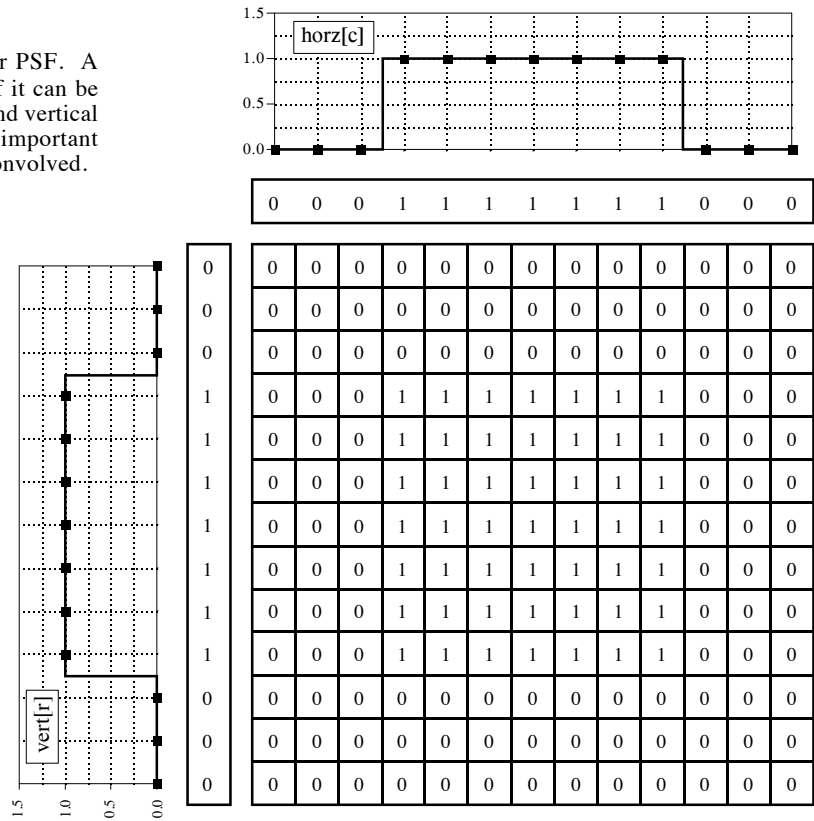 r PSF. A
f it can be
nd vertical
important
onvolved.
1.5
1.0
0.5
0.0
horz[c]
0 0 0 1 1 1 1 1 1 1 0 0 0
0 0 0 0 0 0 0 0 0 0 0 0 0 0
0 0 0 0 0 0 0 0 0 0 0 0 0 0
0 0 0 0 0 0 0 0 0 0 0 0 0 0
1 0 0 0 1 1 1 1 1 1 1 0 0 0
1 0 0 0 1 1 1 1 1 1 1 0 0 0
1 0 0 0 1 1 1 1 1 1 1 0 0 0
1 0 0 0 1 1 1 1 1 1 1 0 0 0
1 0 0 0 1 1 1 1 1 1 1 0 0 0
1 0 0 0 1 1 1 1 1 1 1 0 0 0
1 0 0 0 1 1 1 1 1 1 1 0 0 0
0 0 0 0 0 0 0 0 0 0 0 0 0 0
0 0 0 0 0 0 0 0 0 0 0 0 0 0
0 0 0 0 0 0 0 0 0 0 0 0 0 0
vert[r]
1.5 1.0 0.5 0.0